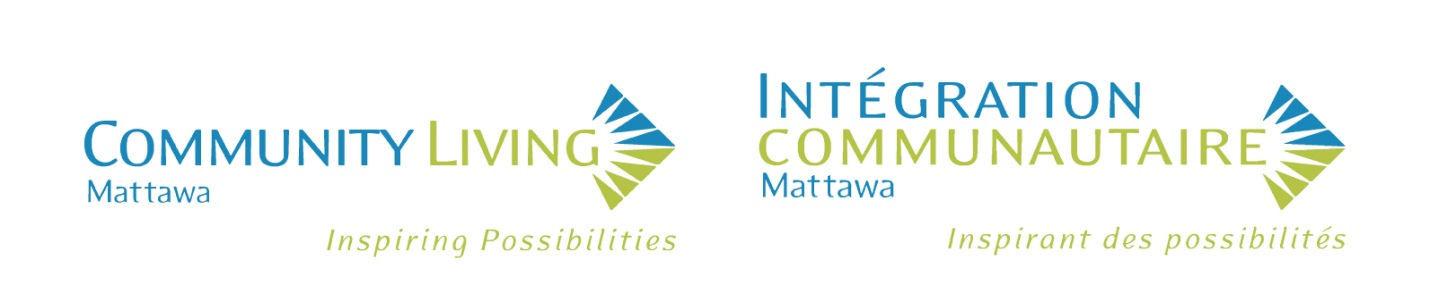 Community Living
Mattawa
Inspiring Possibilities
Intégration
communautaire
Mattawa
Inspirant des possibilités